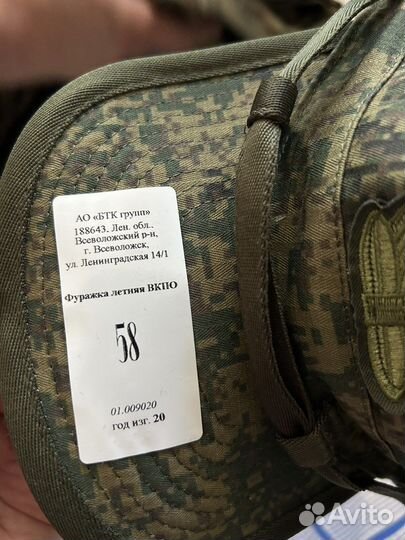 АО «БТК групп»
188643. Лен. обл..
Всеволожский р-н,
г. Всеволожск,
ул. Ленинградская 14/1
Фуражка летняя ВКПО
58
01.009020
год изг. 20
Avito